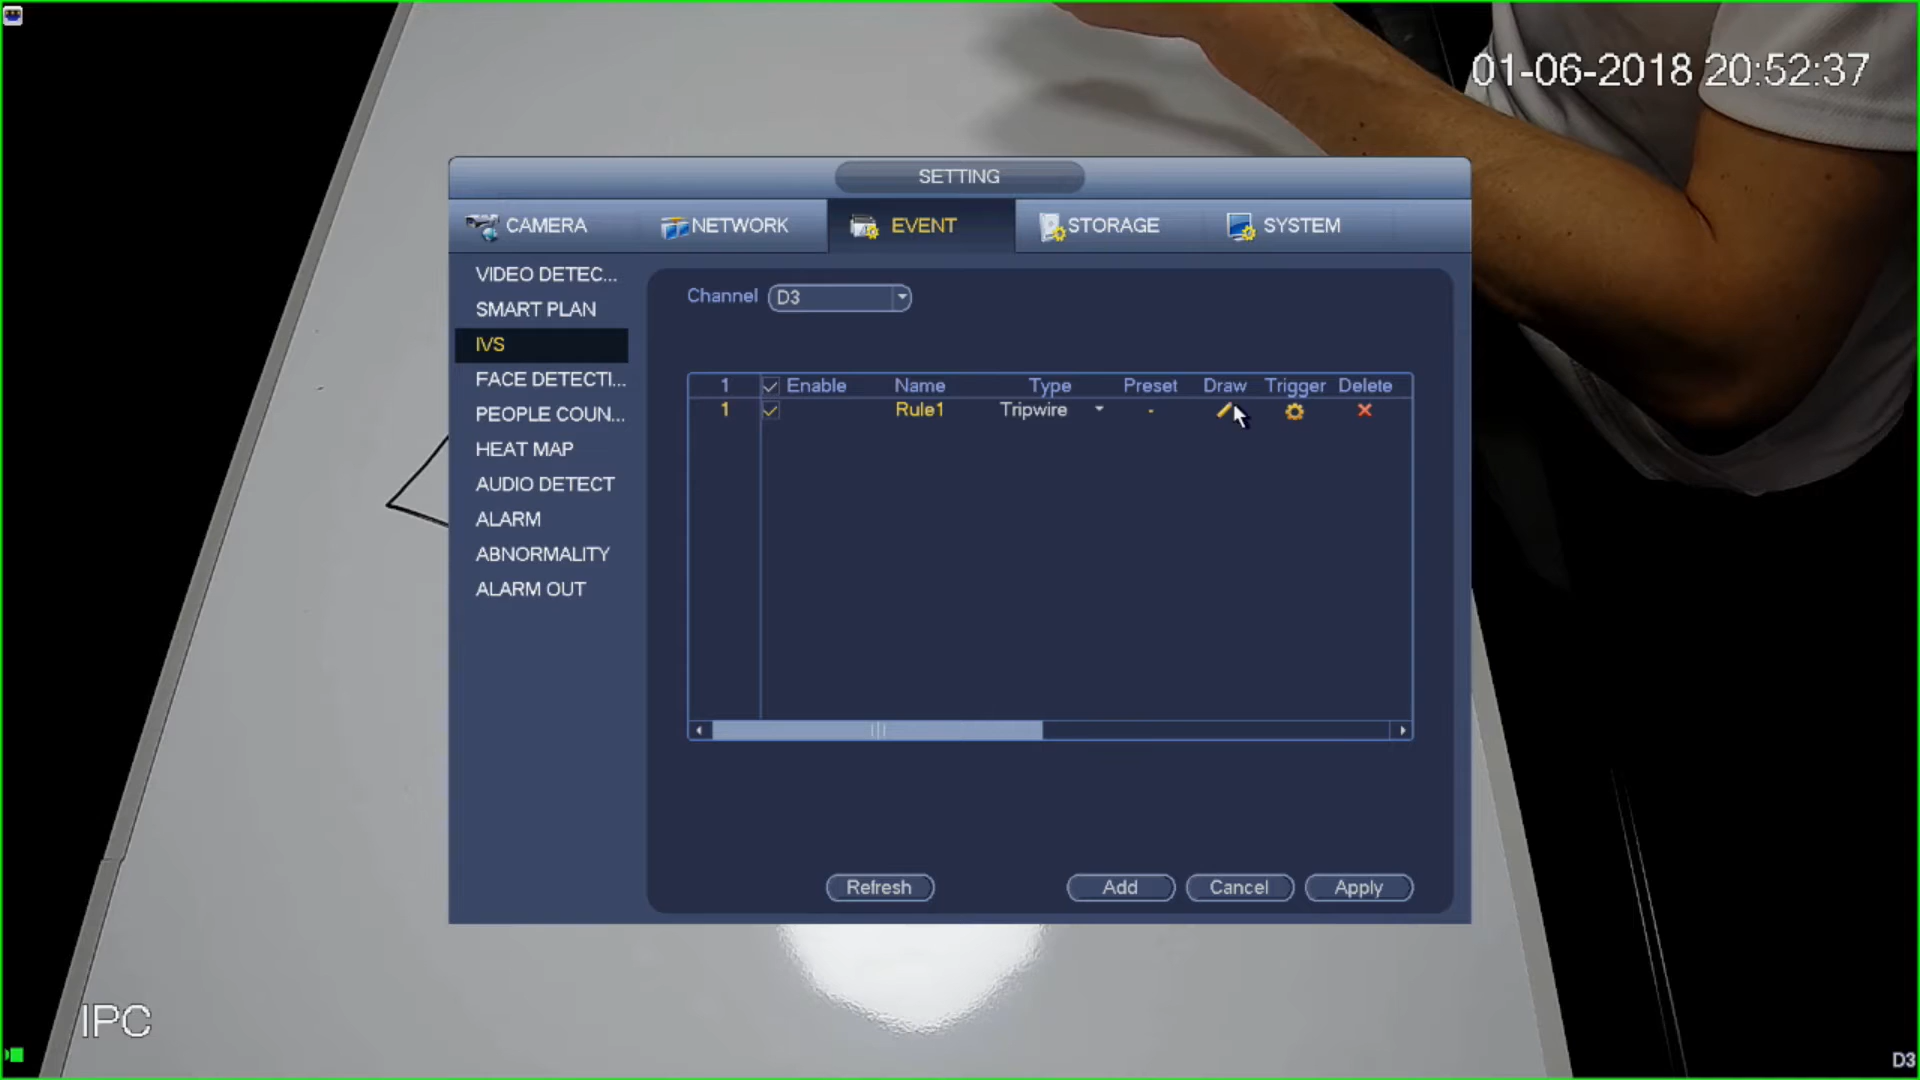 01-06-2018 20:52:37
SETTING
CAMERA NETWORK EVENT STORAGE SYSTEM
VIDEO DETEC...
SMART PLAN
IVS
FACE DETECTI...
PEOPLE COUN...
HEAT MAP
AUDIO DETECT
ALARM
ABNORMALITY
ALARM OUT
Channel D3
1 Enable Name Type Preset Draw Trigger Delete
1 Rule1 Tripwire -
Refresh Add Cancel Apply
IPC
D3